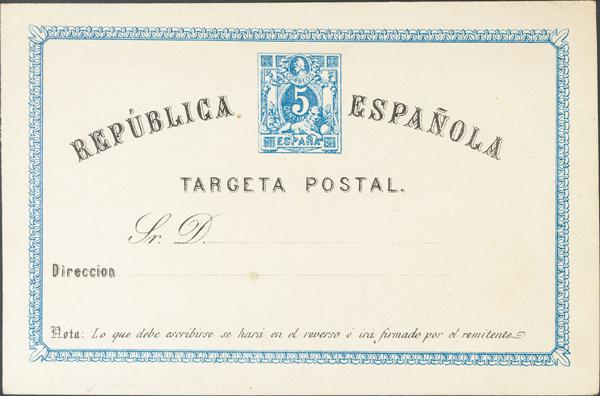 5
ESPAÑA
REPÚBLICA ESPAÑOLA
TARGETA POSTAL.
Sr. D.
Direccion
Nota: Lo que debe escribirse se hará en el reverso é irá firmado por el remitente